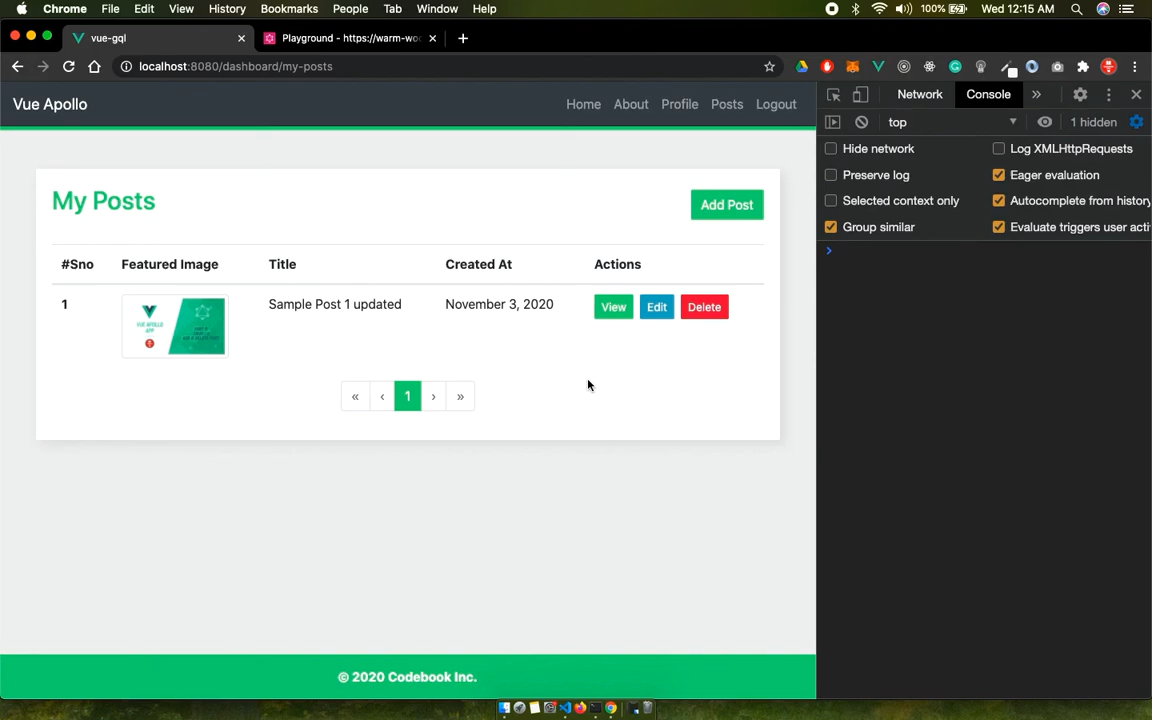 Chrome File Edit View History Bookmarks People Tab Window Help 100% Wed 12:15 AM
vue-gql Playground - https://warm-woo
localhost:8080/dashboard/my-posts
Vue Apollo Home About Profile Posts Logout
My Posts
Add Post
#Sno Featured Image Title Created At Actions
1 VUE APOLLO APP Sample Post 1 updated November 3, 2020 View Edit Delete
« ‹ 1 › »
© 2020 Codebook Inc.
Network Console »
top 1 hidden
Hide network Log XMLHttpRequests
Preserve log Eager evaluation
Selected context only Autocomplete from history
Group similar Evaluate triggers user acti